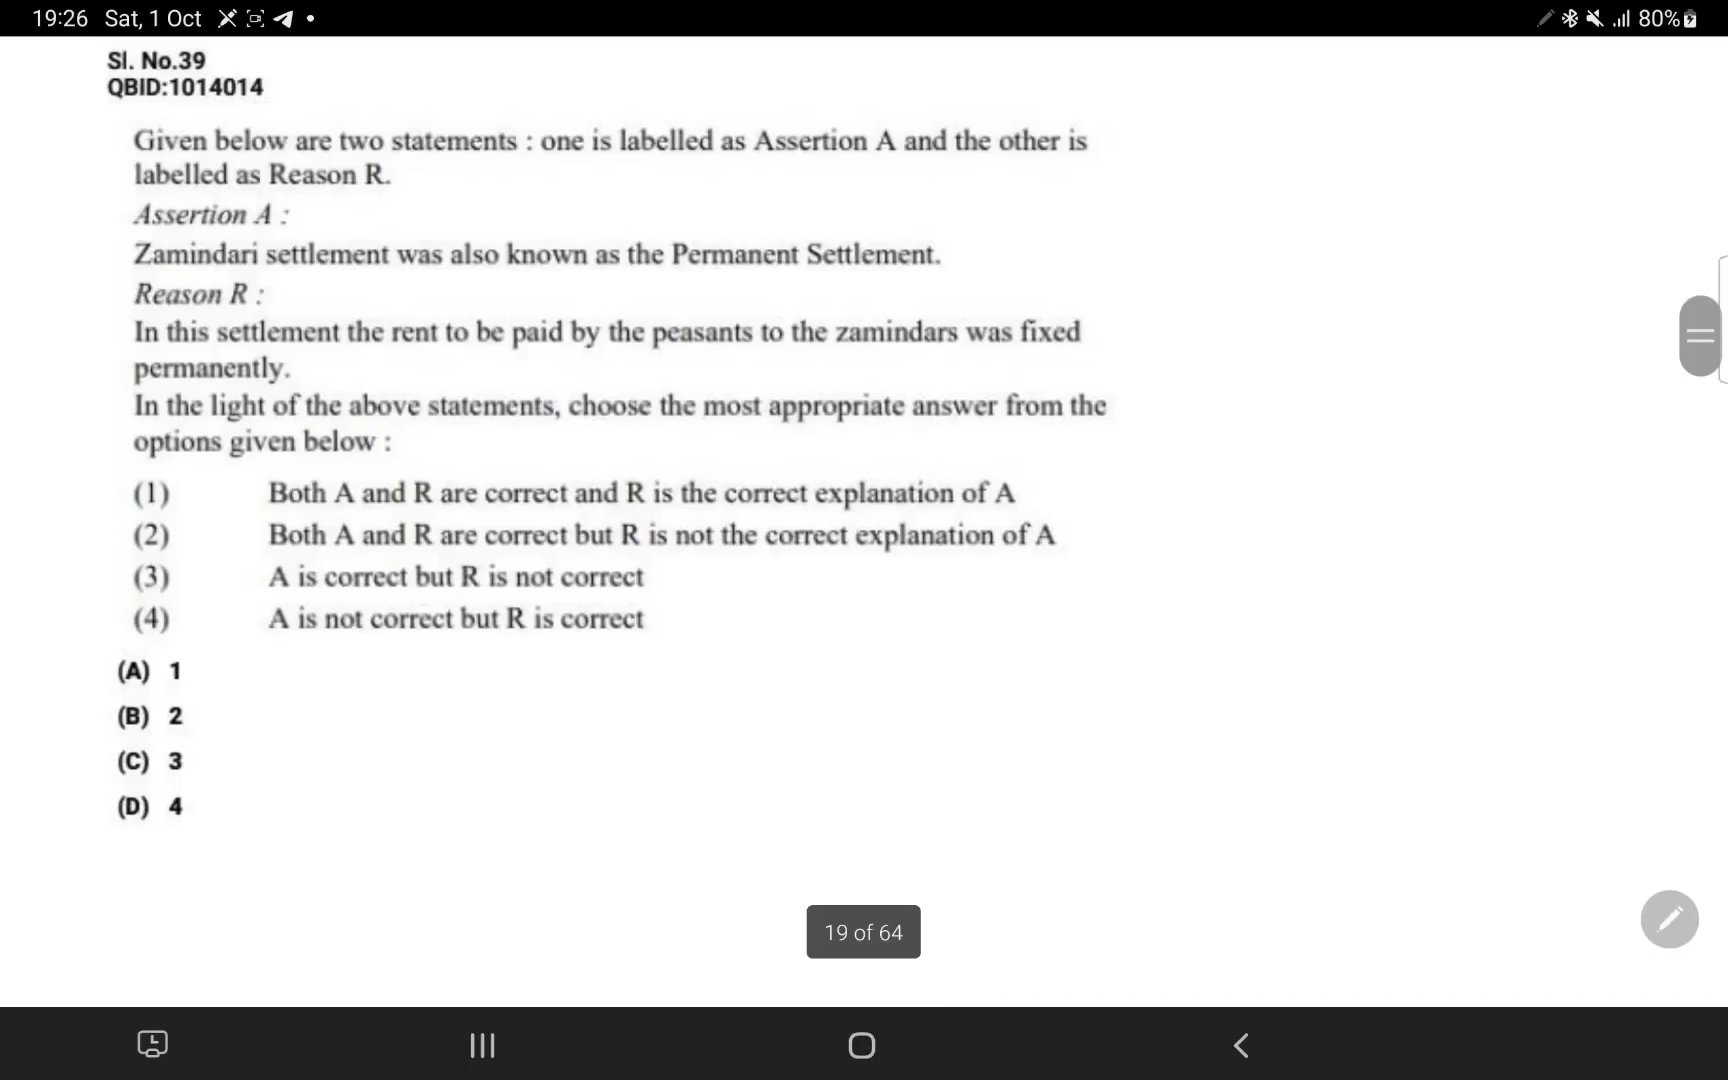 19:26 Sat, 1 Oct
80%
Sl. No.39
QBID:1014014
Given below are two statements : one is labelled as Assertion A and the other is
labelled as Reason R.
Assertion A :
Zamindari settlement was also known as the Permanent Settlement.
Reason R :
In this settlement the rent to be paid by the peasants to the zamindars was fixed
permanently.
In the light of the above statements, choose the most appropriate answer from the
options given below :
(1) Both A and R are correct and R is the correct explanation of A
(2) Both A and R are correct but R is not the correct explanation of A
(3) A is correct but R is not correct
(4) A is not correct but R is correct
(A) 1
(B) 2
(C) 3
(D) 4
19 of 64